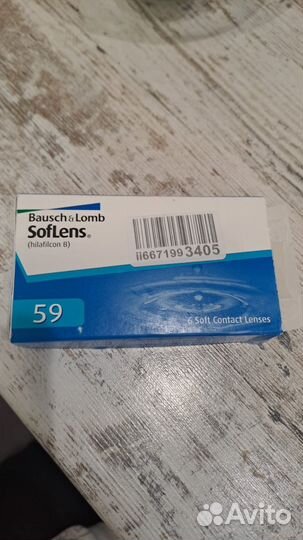 Bausch & Lomb
SofLens®
(hilafilcon B)
ii6671993405
59
6 Soft Contact Lenses
Avito